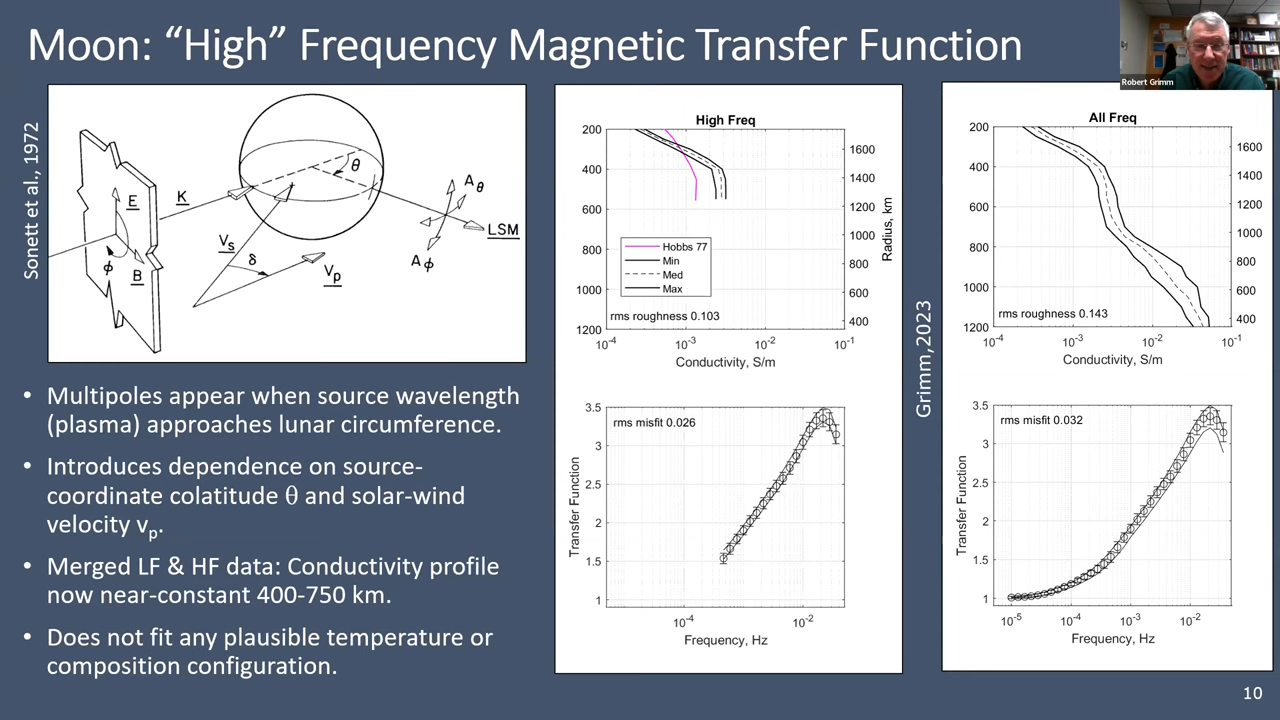 Moon: “High” Frequency Magnetic Transfer Function
Robert Grimm
Sonett et al., 1972
E
K
ϕ
B
θ
V_s
δ
V_p
A_θ
A_ϕ
LSM
• Multipoles appear when source wavelength
(plasma) approaches lunar circumference.
• Introduces dependence on source-
coordinate colatitude θ and solar-wind
velocity v_p.
• Merged LF & HF data: Conductivity profile
now near-constant 400-750 km.
• Does not fit any plausible temperature or
composition configuration.
High Freq
200
400
600
800
1000
1200
1600
1400
1200
1000
800
600
400
Radius, km
Hobbs 77
Min
Med
Max
rms roughness 0.103
10^-4 10^-3 10^-2 10^-1
Conductivity, S/m
3.5
3
2.5
2
1.5
1
rms misfit 0.026
Transfer Function
10^-4 10^-2
Frequency, Hz
Grimm,2023
All Freq
200
400
600
800
1000
1200
1600
1400
1200
1000
800
600
400
rms roughness 0.143
10^-4 10^-3 10^-2 10^-1
Conductivity, S/m
3.5
3
2.5
2
1.5
1
rms misfit 0.032
Transfer Function
10^-5 10^-4 10^-3 10^-2
Frequency, Hz
10